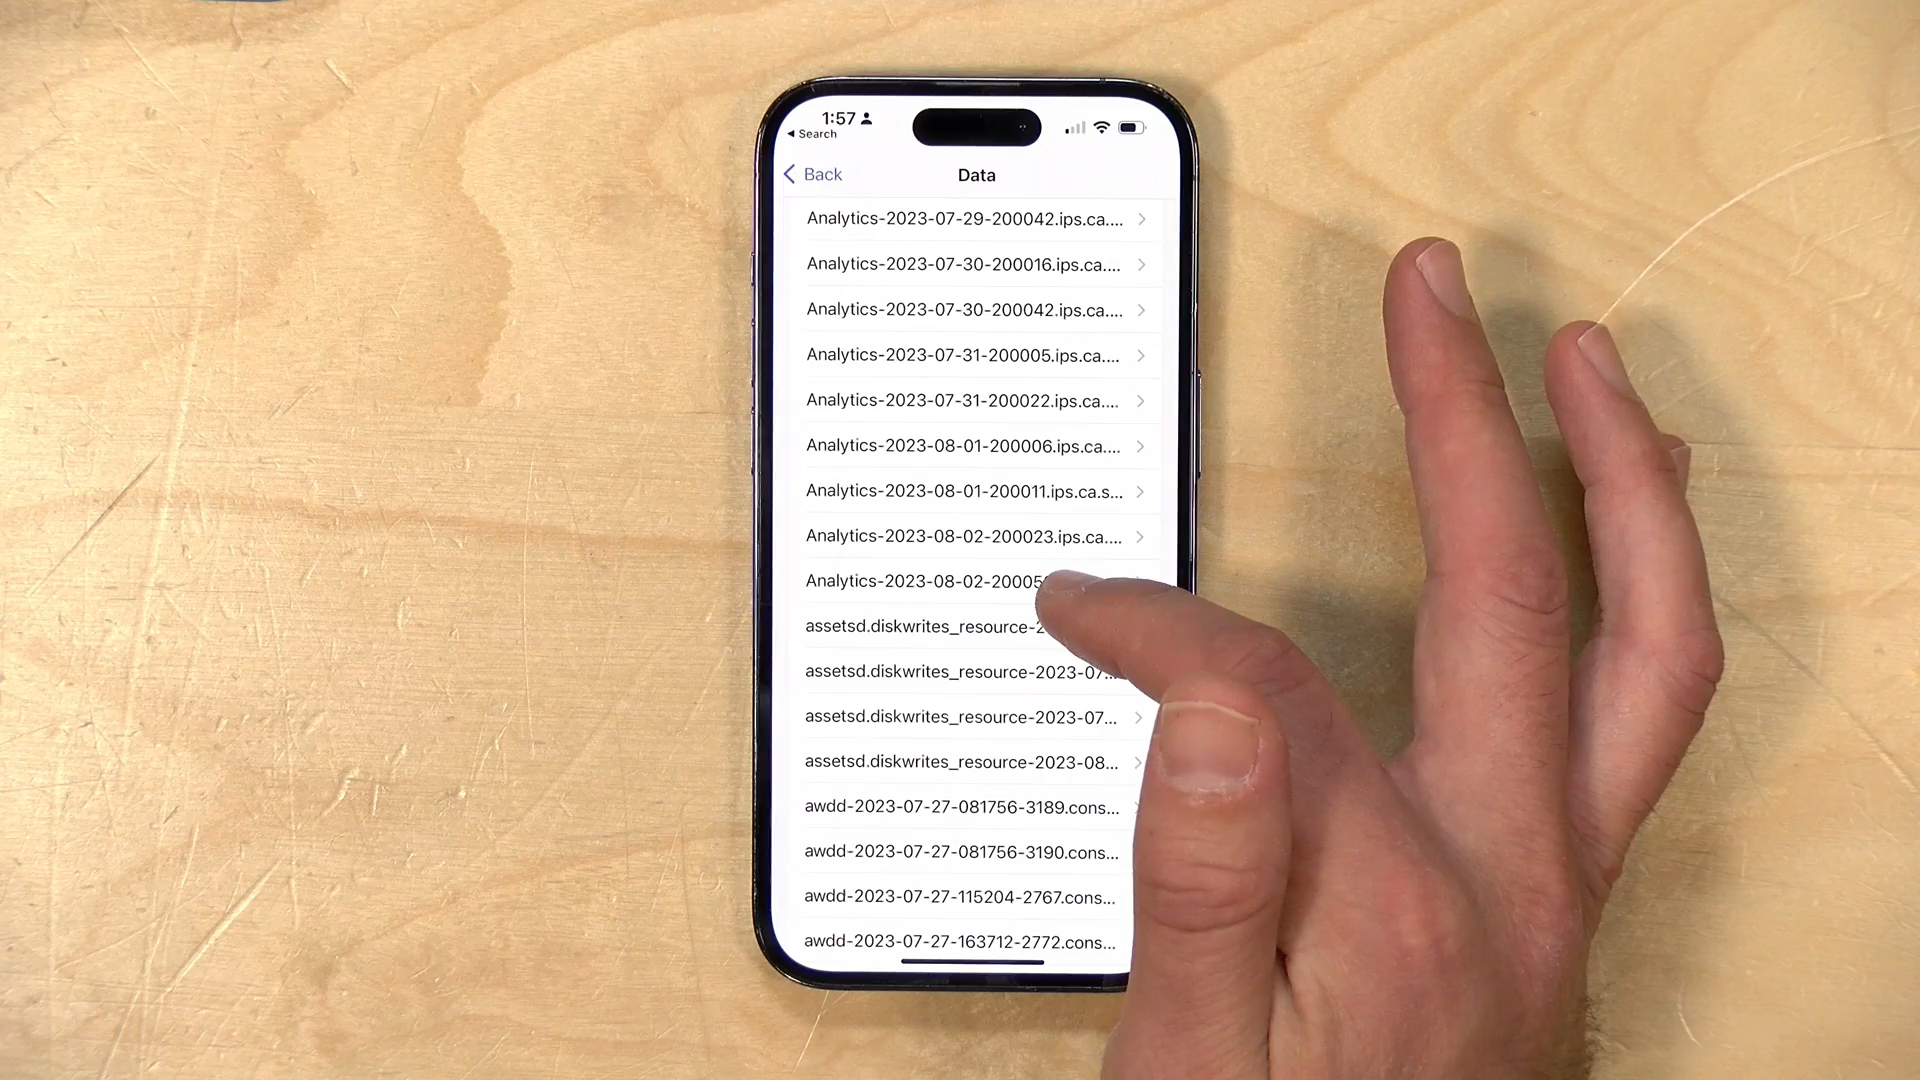 1:57
◀ Search
Back
Data
Analytics-2023-07-29-200042.ips.ca....
Analytics-2023-07-30-200016.ips.ca....
Analytics-2023-07-30-200042.ips.ca....
Analytics-2023-07-31-200005.ips.ca....
Analytics-2023-07-31-200022.ips.ca....
Analytics-2023-08-01-200006.ips.ca....
Analytics-2023-08-01-200011.ips.ca.s...
Analytics-2023-08-02-200023.ips.ca....
Analytics-2023-08-02-20005
assetsd.diskwrites_resource-2
assetsd.diskwrites_resource-2023-07...
assetsd.diskwrites_resource-2023-07...
assetsd.diskwrites_resource-2023-08...
awdd-2023-07-27-081756-3189.cons...
awdd-2023-07-27-081756-3190.cons...
awdd-2023-07-27-115204-2767.cons...
awdd-2023-07-27-163712-2772.cons...